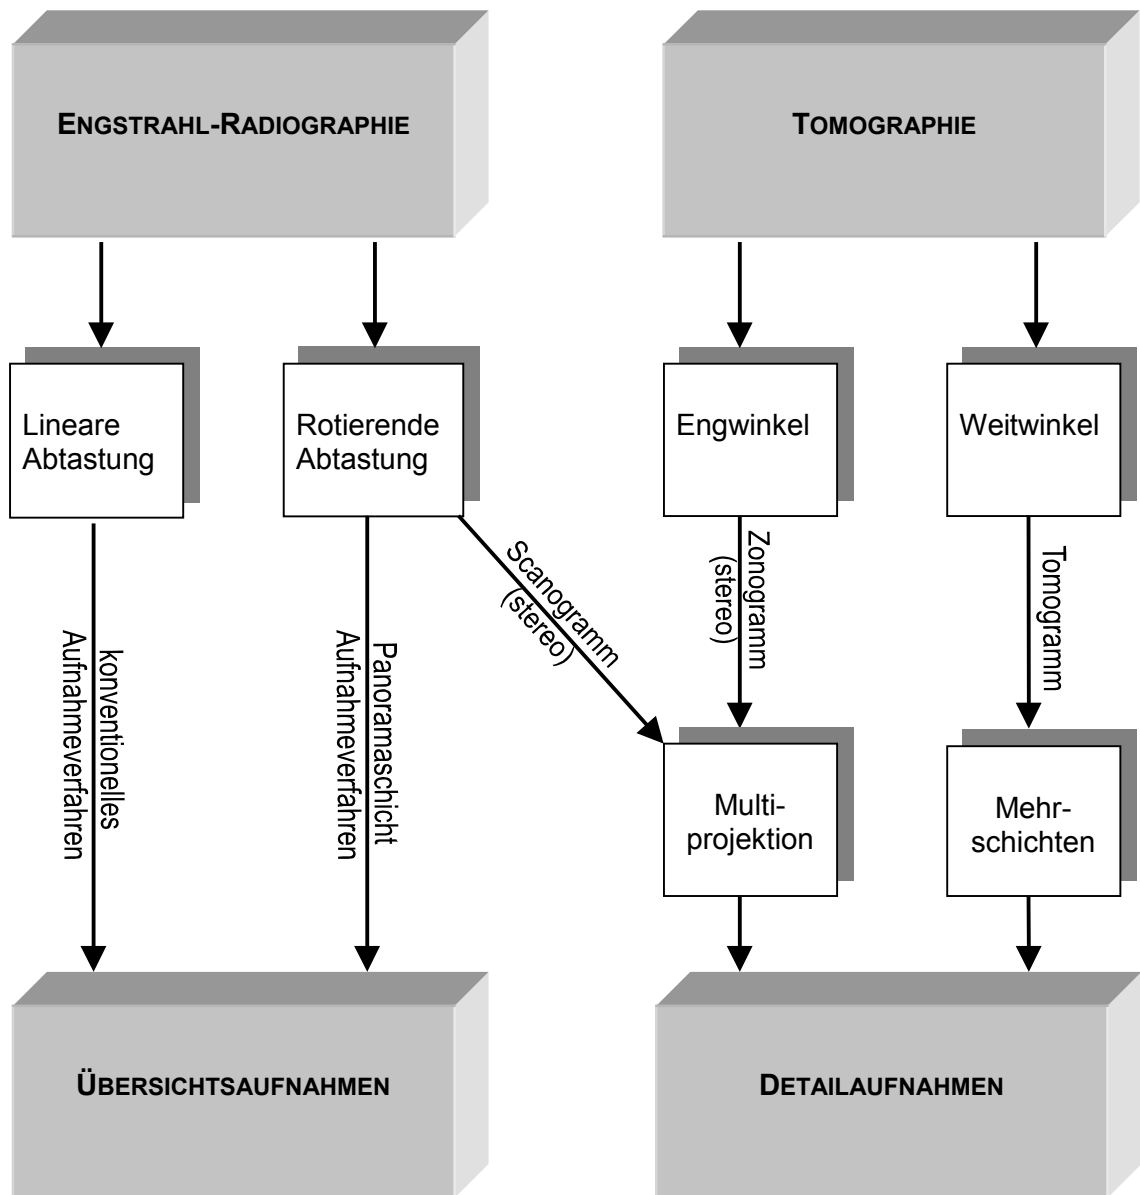 ENGSTRAHL-RADIOGRAPHIE
TOMOGRAPHIE
Lineare
Abtastung
Rotierende
Abtastung
Engwinkel
Weitwinkel
konventionelles
Aufnahmeverfahren
Panoramaschicht
Aufnahmeverfahren
Scanogramm
(stereo)
Zonogramm
(stereo)
Tomogramm
Multi-
projektion
Mehr-
schichten
ÜBERSICHTSAUFNAHMEN
DETAILAUFNAHMEN